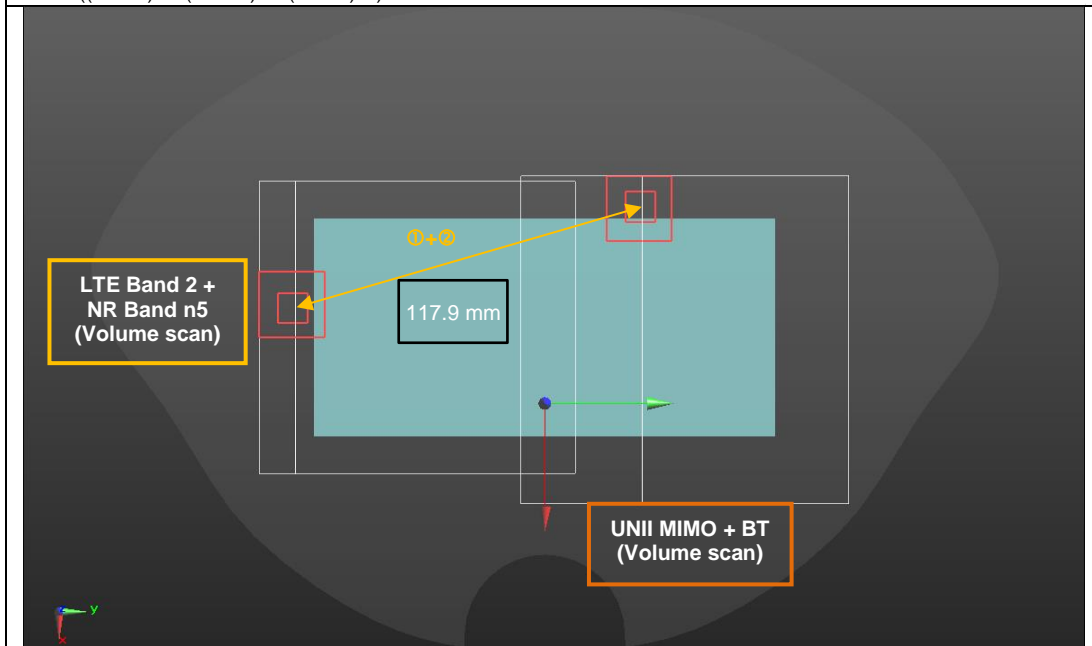 ①+②
LTE Band 2 +
NR Band n5
(Volume scan)
117.9 mm
UNII MIMO + BT
(Volume scan)
y
x